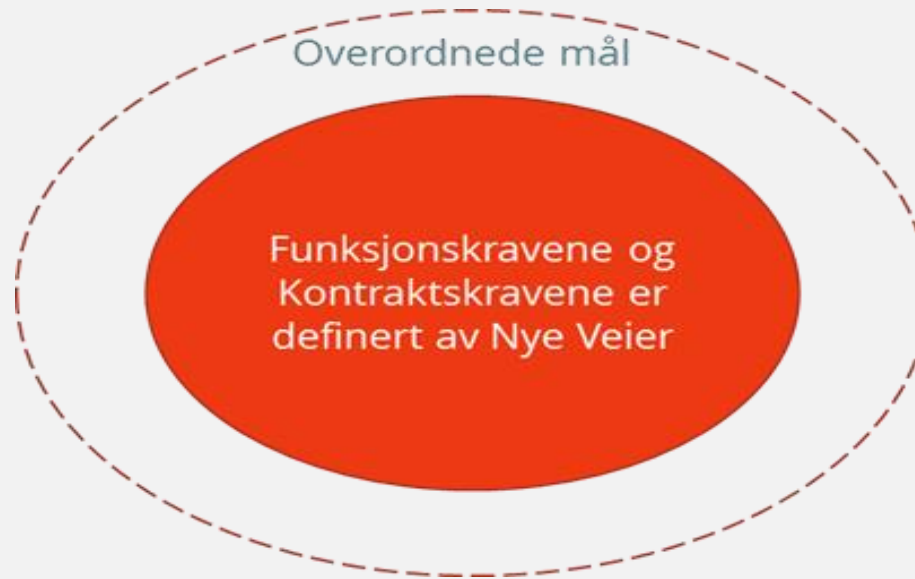 Overordnede mål
Funksjonskravene og
Kontraktskravene er
definert av Nye Veier